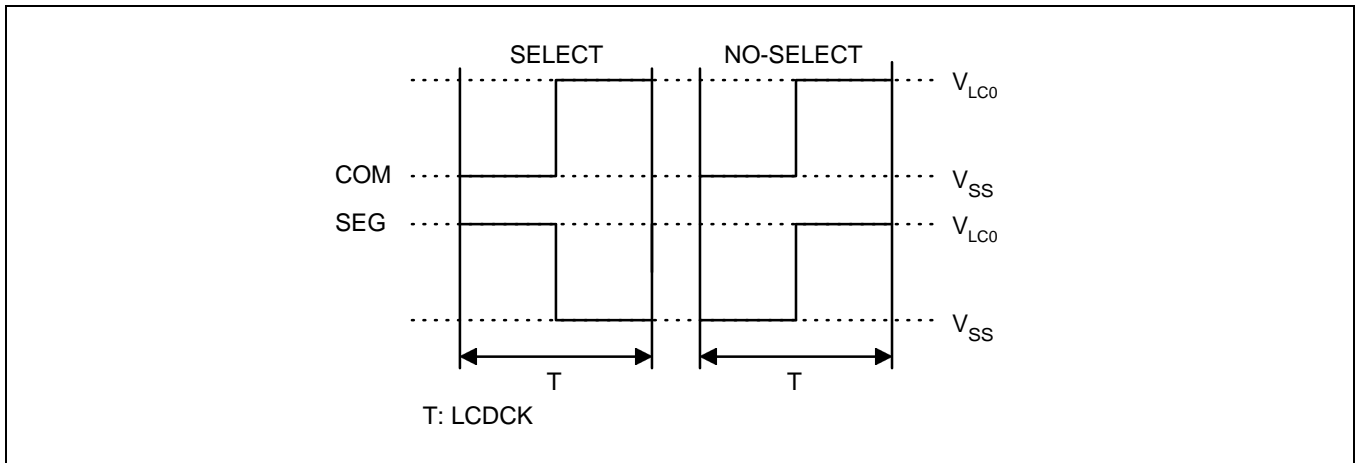 SELECT NO-SELECT
V_LC0
COM V_SS
SEG V_LC0
V_SS
T T
T: LCDCK